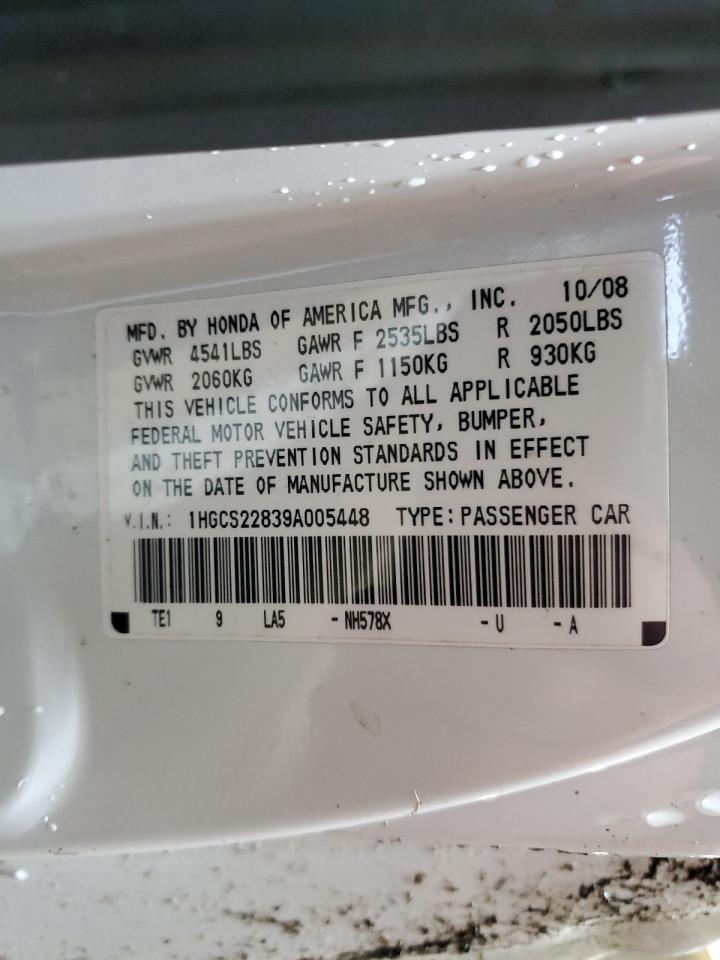 MFD. BY HONDA OF AMERICA MFG., INC. 10/08
GVWR 4541LBS GAWR F 2535LBS R 2050LBS
GVWR 2060KG GAWR F 1150KG R 930KG
THIS VEHICLE CONFORMS TO ALL APPLICABLE
FEDERAL MOTOR VEHICLE SAFETY, BUMPER,
AND THEFT PREVENTION STANDARDS IN EFFECT
ON THE DATE OF MANUFACTURE SHOWN ABOVE.
V.I.N.: 1HGCS22839A005448 TYPE: PASSENGER CAR
TE1 9 LA5 - NH578X - U - A